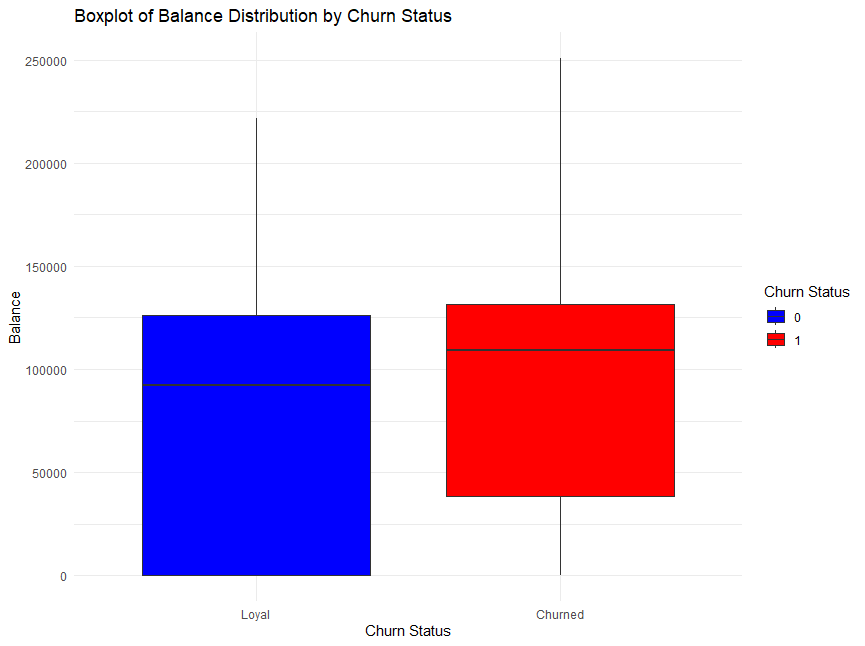 Boxplot of Balance Distribution by Churn Status
250000
200000
150000
100000
50000
0
Balance
Loyal
Churned
Churn Status
Churn Status
0
1